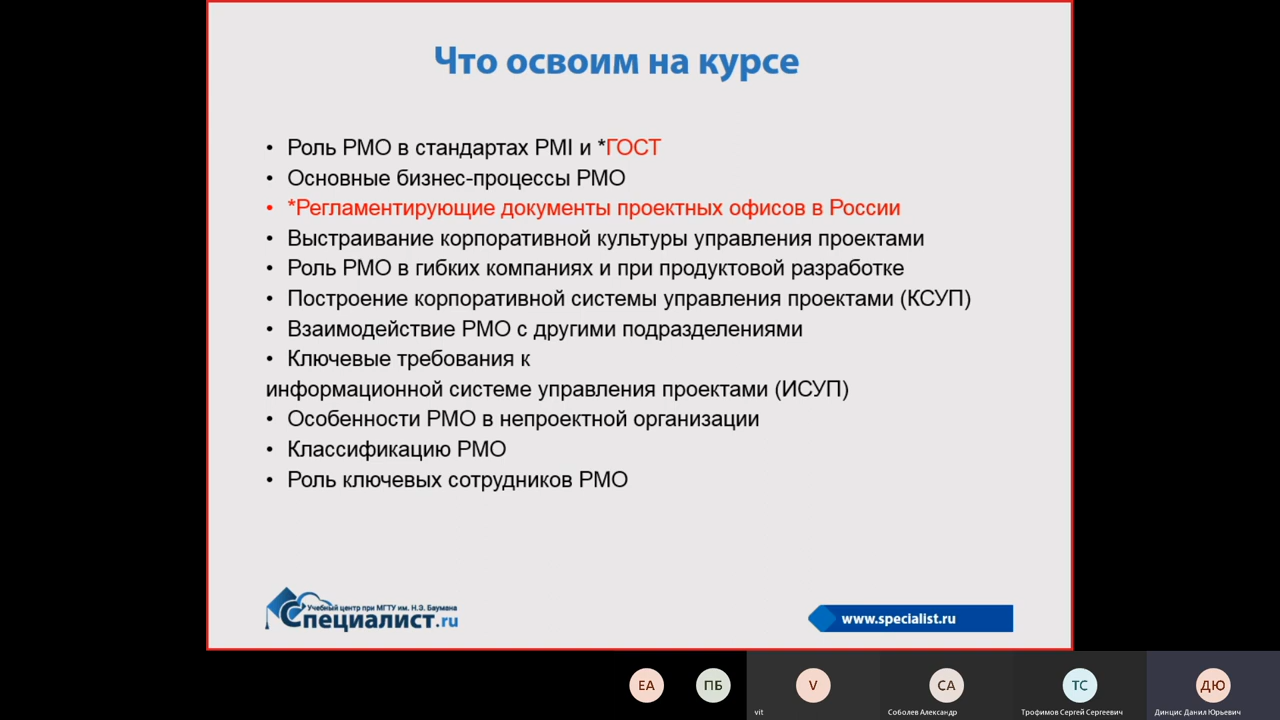 Что освоим на курсе
• Роль PMO в стандартах PMI и *ГОСТ
• Основные бизнес-процессы PMO
• *Регламентирующие документы проектных офисов в России
• Выстраивание корпоративной культуры управления проектами
• Роль PMO в гибких компаниях и при продуктовой разработке
• Построение корпоративной системы управления проектами (КСУП)
• Взаимодействие PMO с другими подразделениями
• Ключевые требования к
информационной системе управления проектами (ИСУП)
• Особенности PMO в непроектной организации
• Классификацию PMO
• Роль ключевых сотрудников PMO
Учебный центр при МГТУ им. Н.Э. Баумана
Специалист.ru
www.specialist.ru
ЕА
ПБ
V
СА
ТС
ДЮ
vit
Соболев Александр
Трофимов Сергей Сергеевич
Динцис Данил Юрьевич